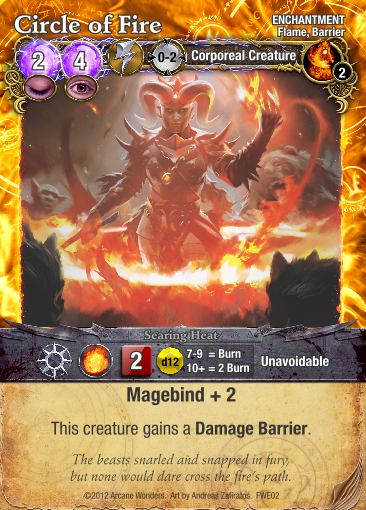 Circle of Fire
ENCHANTMENT
Flame, Barrier
2 4 0-2 Corporeal Creature 2
Searing Heat
2 d12 7-9 = Burn Unavoidable
10+ = 2 Burn
Magebind + 2
This creature gains a Damage Barrier.
The beasts snarled and snapped in fury,
but none would dare cross the fire's path.
©2012 Arcane Wonders. Art by Andreas Zafiratos. FWE02